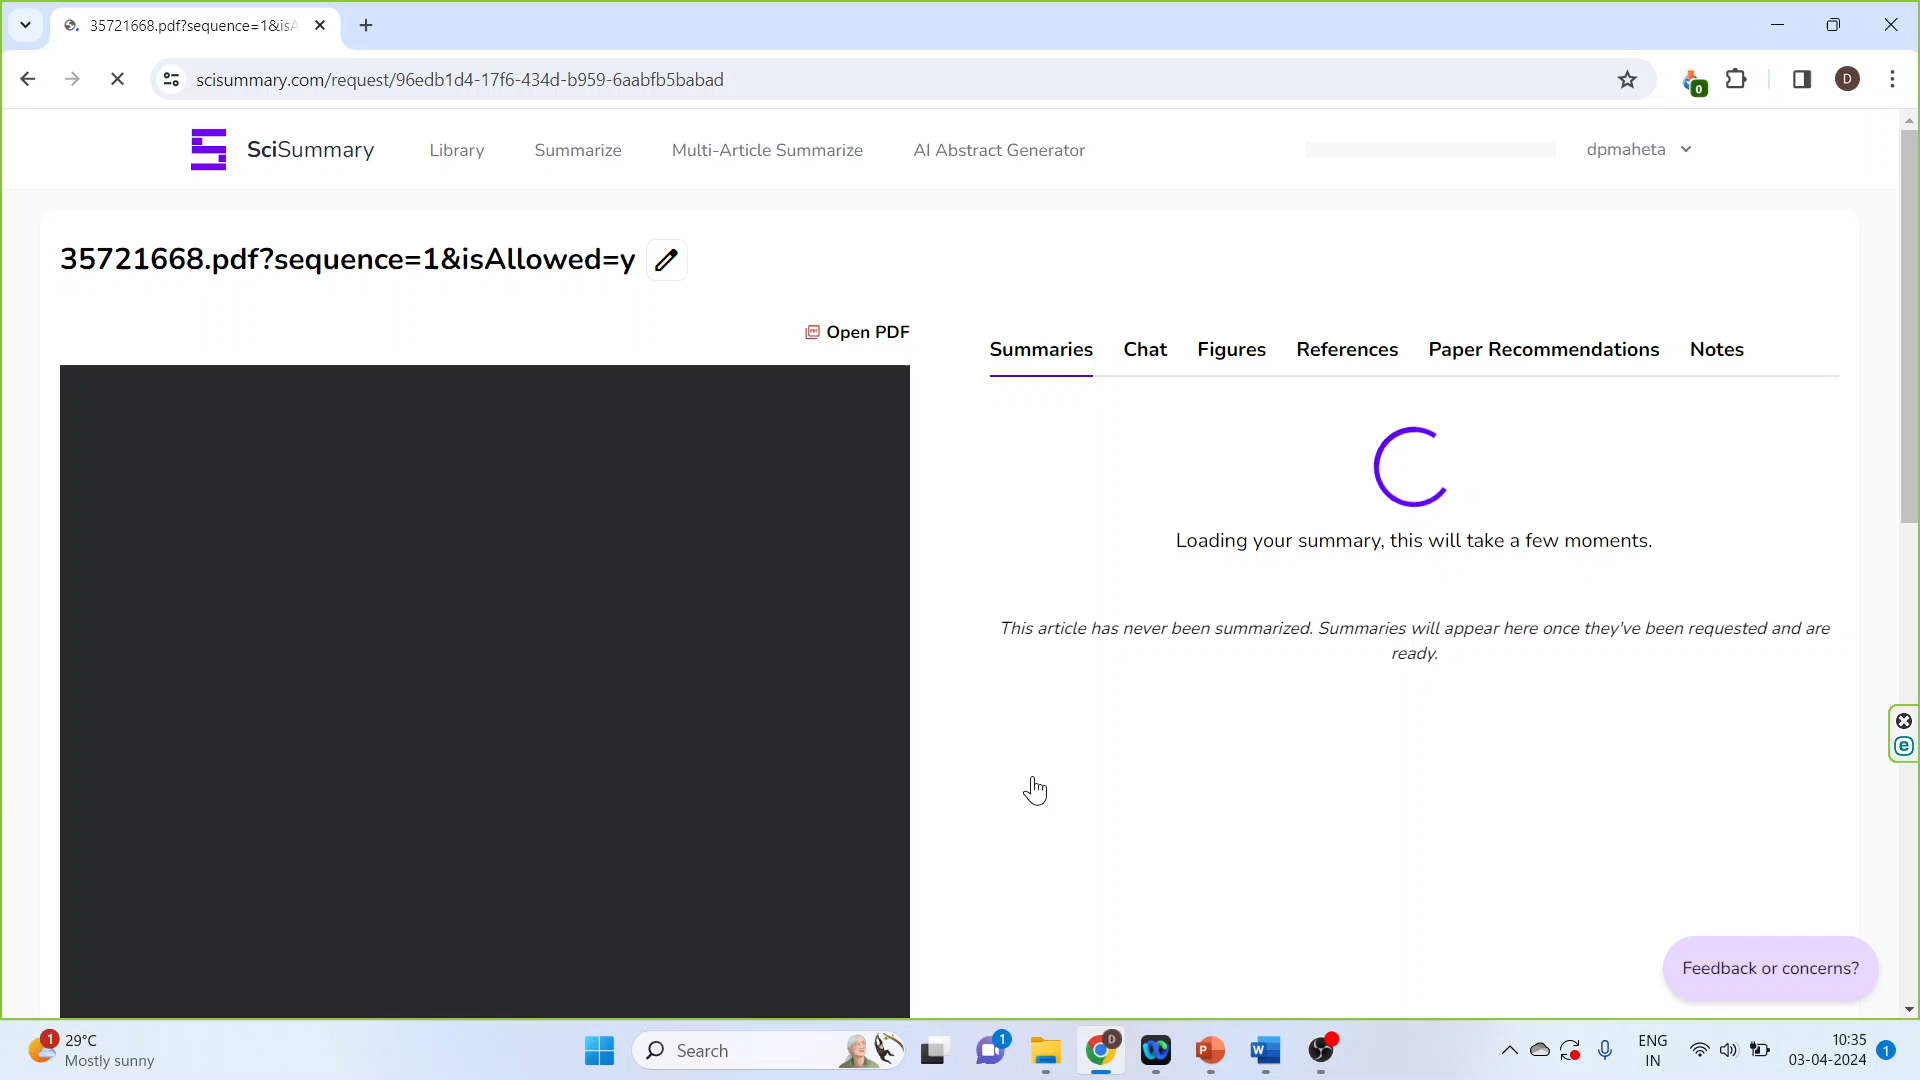 35721668.pdf?sequence=1&isA
scisummary.com/request/96edb1d4-17f6-434d-b959-6aabfb5babad
0
D
SciSummary
Library
Summarize
Multi-Article Summarize
AI Abstract Generator
dpmaheta
35721668.pdf?sequence=1&isAllowed=y
Open PDF
Summaries
Chat
Figures
References
Paper Recommendations
Notes
Loading your summary, this will take a few moments.
This article has never been summarized. Summaries will appear here once they've been requested and are
ready.
Feedback or concerns?
1
29°C
Mostly sunny
Search
1
D
P
W
ENG
IN
10:35
03-04-2024
1